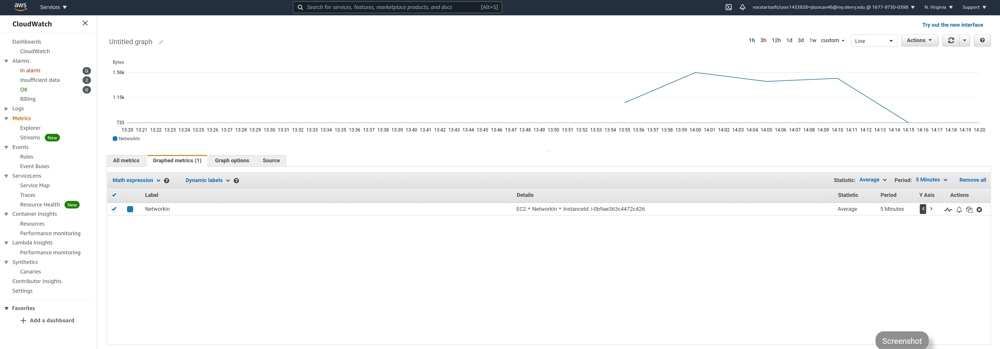 aws Services Search for services, features, marketplace products, and docs [Alt+S] vocstartsoft/user1433928=jduncan46@my.devry.edu @ 1677-9730-0398 N. Virginia Support
CloudWatch
Dashboards
CloudWatch
Alarms
In alarm 0
Insufficient data 2
OK 0
Billing
Logs
Metrics
Explorer
Streams New
Events
Rules
Event Buses
ServiceLens
Service Map
Traces
Resource Health New
Container Insights
Resources
Performance monitoring
Lambda Insights
Performance monitoring
Synthetics
Canaries
Contributor Insights
Settings
Favorites
+ Add a dashboard
Try out the new interface
Untitled graph 1h 3h 12h 1d 3d 1w custom Line Actions
Bytes
1.56k
1.15k
733
13:20 13:21 13:22 13:23 13:24 13:25 13:26 13:27 13:28 13:29 13:30 13:31 13:32 13:33 13:34 13:35 13:36 13:37 13:38 13:39 13:40 13:41 13:42 13:43 13:44 13:45 13:46 13:47 13:48 13:49 13:50 13:51 13:52 13:53 13:54 13:55 13:56 13:57 13:58 13:59 14:00 14:01 14:02 14:03 14:04 14:05 14:06 14:07 14:08 14:09 14:10 14:11 14:12 14:13 14:14 14:15 14:16 14:17 14:18 14:19 14:20
NetworkIn
All metrics Graphed metrics (1) Graph options Source
Math expression Dynamic labels Statistic: Average Period: 5 Minutes Remove all
Label Details Statistic Period Y Axis Actions
NetworkIn EC2 • NetworkIn • InstanceId: i-0b9ae363c4472c426 Average 5 Minutes
Screenshot